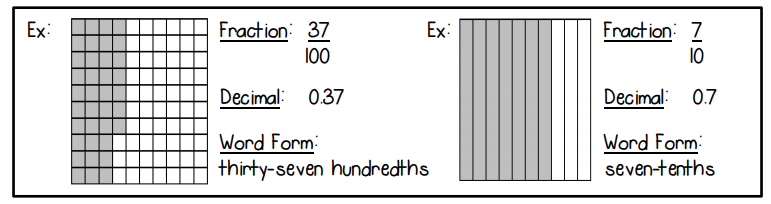 Ex:
Fraction: 37
100
Decimal: 0.37
Word Form:
thirty-seven hundredths
Ex:
Fraction: 7
10
Decimal: 0.7
Word Form:
seven-tenths